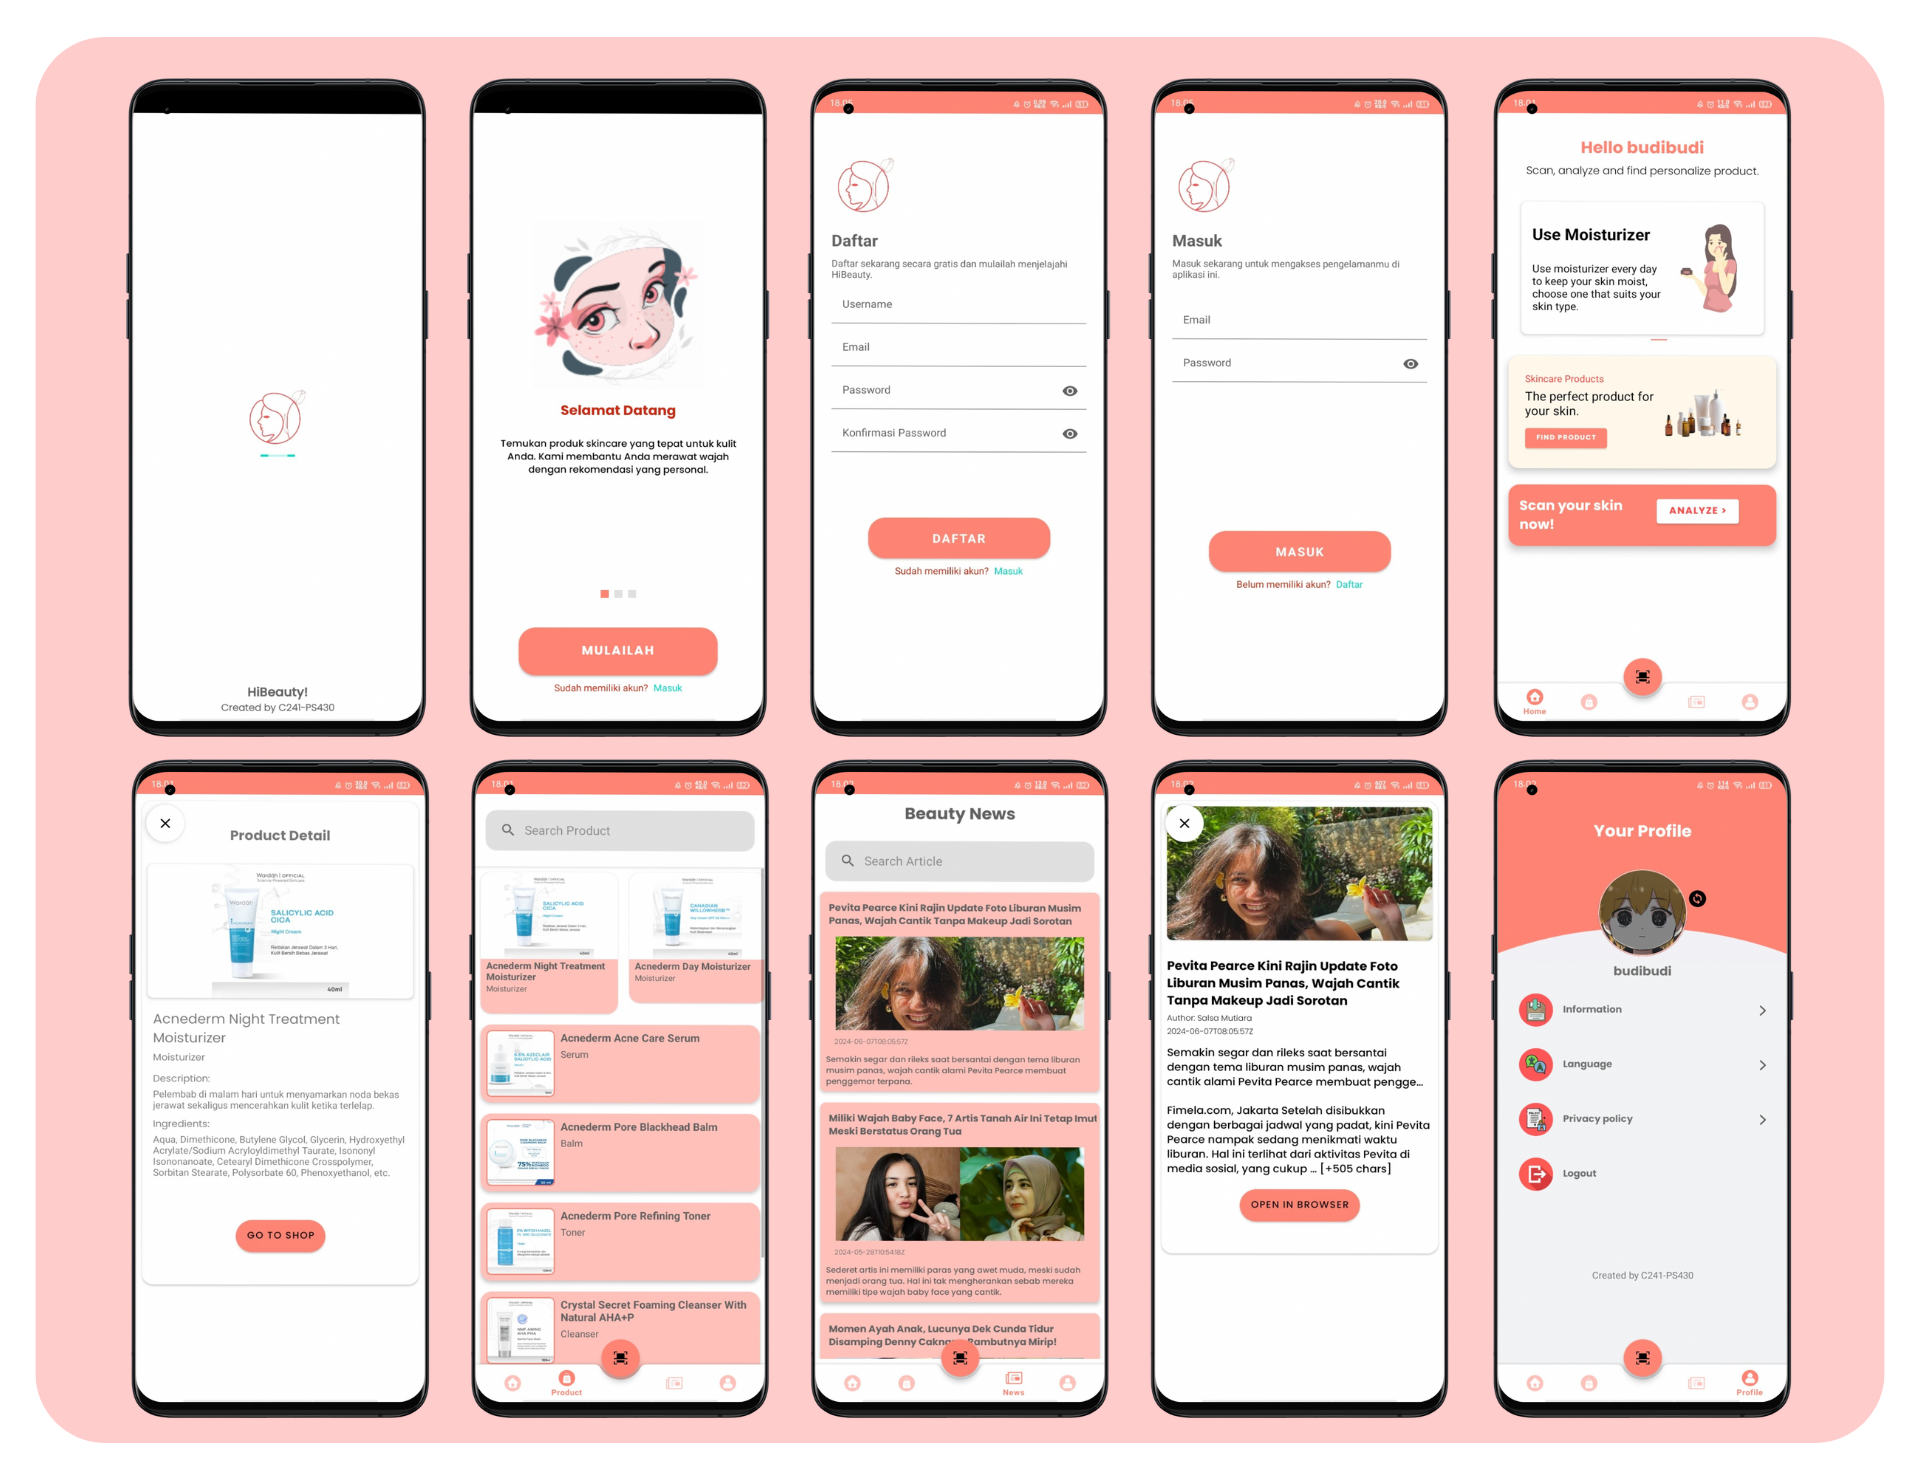 HiBeauty!
Created by C241-PS430
Selamat Datang
Temukan produk skincare yang tepat untuk kulit
Anda. Kami membantu Anda merawat wajah
dengan rekomendasi yang personal.
MULAILAH
Sudah memiliki akun? Masuk
Daftar
Daftar sekarang secara gratis dan mulailah menjelajahi
HiBeauty.
Username
Email
Password
Konfirmasi Password
DAFTAR
Sudah memiliki akun? Masuk
Masuk
Masuk sekarang untuk mengakses pengelamanmu di
aplikasi ini.
Email
Password
MASUK
Belum memiliki akun? Daftar
Hello budibudi
Scan, analyze and find personalize product.
Use Moisturizer
Use moisturizer every day
to keep your skin moist,
choose one that suits your
skin type.
Skincare Products
The perfect product for
your skin.
FIND PRODUCT
Scan your skin
now!
ANALYZE >
Home
Product Detail
Wardah | OFFICIAL
SALICYLIC ACID
CICA
Night Cream
Redakan Jerawat Dalam 3 Hari,
Kulit Bersih Bebas Jerawat
40ml
Acnederm Night Treatment
Moisturizer
Moisturizer
Description:
Pelembab di malam hari untuk menyamarkan noda bekas
jerawat sekaligus mencerahkan kulit ketika terlelap.
Ingredients:
Aqua, Dimethicone, Butylene Glycol, Glycerin, Hydroxyethyl
Acrylate/Sodium Acryloyldimethyl Taurate, Isononyl
Isononanoate, Cetearyl Dimethicone Crosspolymer,
Sorbitan Stearate, Polysorbate 60, Phenoxyethanol, etc.
GO TO SHOP
Search Product
SALICYLIC ACID
CICA
CANADIAN
WILLOWHERB™
Acnederm Night Treatment
Moisturizer
Moisturizer
Acnederm Day Moisturizer
Moisturizer
Acnederm Acne Care Serum
Serum
Acnederm Pore Blackhead Balm
Balm
75%
Acnederm Pore Refining Toner
Toner
Crystal Secret Foaming Cleanser With
Natural AHA+P
Cleanser
Product
Beauty News
Search Article
Pevita Pearce Kini Rajin Update Foto Liburan Musim
Panas, Wajah Cantik Tanpa Makeup Jadi Sorotan
2024-06-07T08:05:57Z
Semakin segar dan rileks saat bersantai dengan tema liburan
musim panas, wajah cantik alami Pevita Pearce membuat
penggemar terpana.
Miliki Wajah Baby Face, 7 Artis Tanah Air Ini Tetap Imut
Meski Berstatus Orang Tua
2024-05-28T10:54:18Z
Sederet artis ini memiliki paras yang awet muda, meski sudah
menjadi orang tua. Hal ini tak mengherankan sebab mereka
memiliki tipe wajah baby face yang cantik.
Momen Ayah Anak, Lucunya Dek Cunda Tidur
Disamping Denny Cakn Rambutnya Mirip!
News
Pevita Pearce Kini Rajin Update Foto
Liburan Musim Panas, Wajah Cantik
Tanpa Makeup Jadi Sorotan
Author: Salsa Mutiara
2024-06-07T08:05:57Z
Semakin segar dan rileks saat bersantai
dengan tema liburan musim panas, wajah
cantik alami Pevita Pearce membuat pengge...
Fimela.com, Jakarta Setelah disibukkan
dengan berbagai jadwal yang padat, kini Pevita
Pearce nampak sedang menikmati waktu
liburan. Hal ini terlihat dari aktivitas Pevita di
media sosial, yang cukup … [+505 chars]
OPEN IN BROWSER
Your Profile
budibudi
Information
Language
Privacy policy
Logout
Created by C241-PS430
Profile